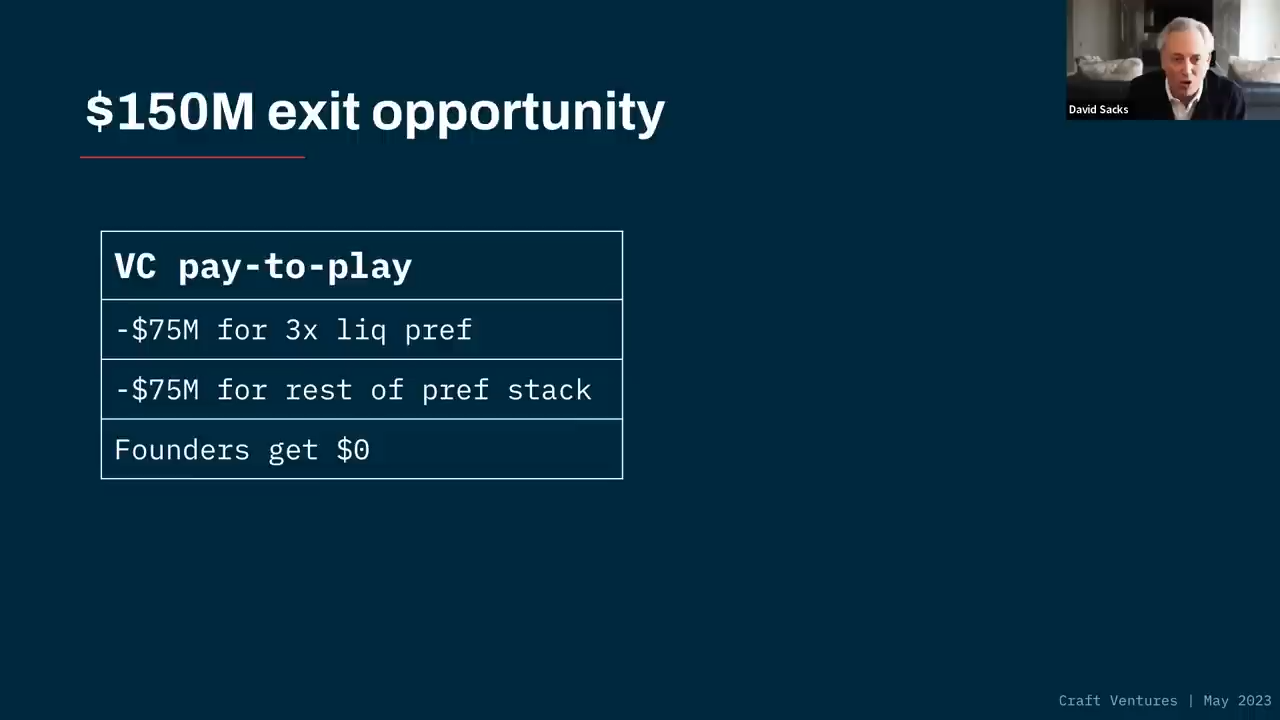 $150M exit opportunity
David Sacks
VC pay-to-play
-$75M for 3x liq pref
-$75M for rest of pref stack
Founders get $0
Craft Ventures | May 2023